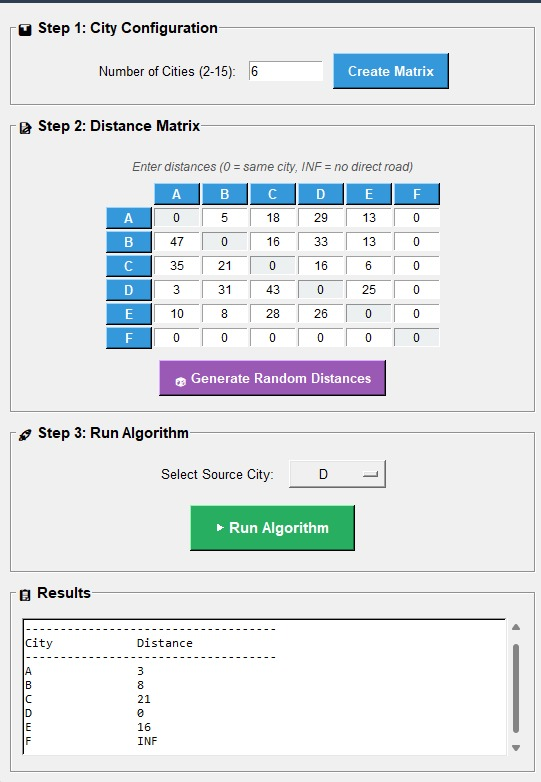 Step 1: City Configuration
Number of Cities (2-15): 6 Create Matrix
Step 2: Distance Matrix
Enter distances (0 = same city, INF = no direct road)
A B C D E F
A 0 5 18 29 13 0
B 47 0 16 33 13 0
C 35 21 0 16 6 0
D 3 31 43 0 25 0
E 10 8 28 26 0 0
F 0 0 0 0 0 0
Generate Random Distances
Step 3: Run Algorithm
Select Source City: D
Run Algorithm
Results
------------------------------------
City Distance
------------------------------------
A 3
B 8
C 21
D 0
E 16
F INF